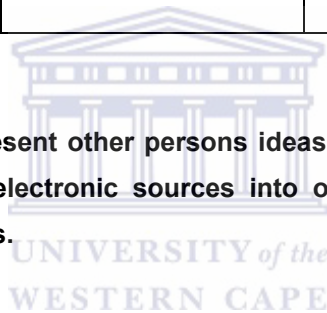 esent other persons ideas
electronic sources into o
s.
UNIVERSITY of the
WESTERN CAPE